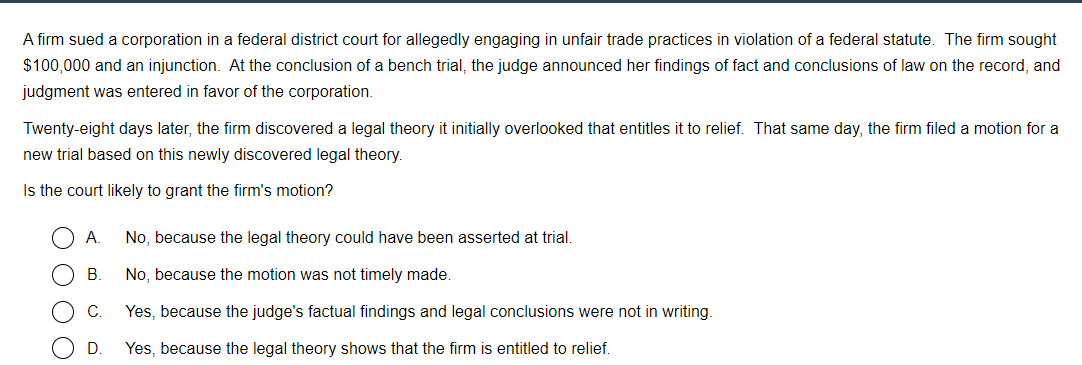 A firm sued a corporation in a federal district court for allegedly engaging in unfair trade practices in violation of a federal statute. The firm sought
$100,000 and an injunction. At the conclusion of a bench trial, the judge announced her findings of fact and conclusions of law on the record, and
judgment was entered in favor of the corporation.
Twenty-eight days later, the firm discovered a legal theory it initially overlooked that entitles it to relief. That same day, the firm filed a motion for a
new trial based on this newly discovered legal theory.
Is the court likely to grant the firm's motion?
A. No, because the legal theory could have been asserted at trial.
B. No, because the motion was not timely made.
C. Yes, because the judge's factual findings and legal conclusions were not in writing.
D. Yes, because the legal theory shows that the firm is entitled to relief.